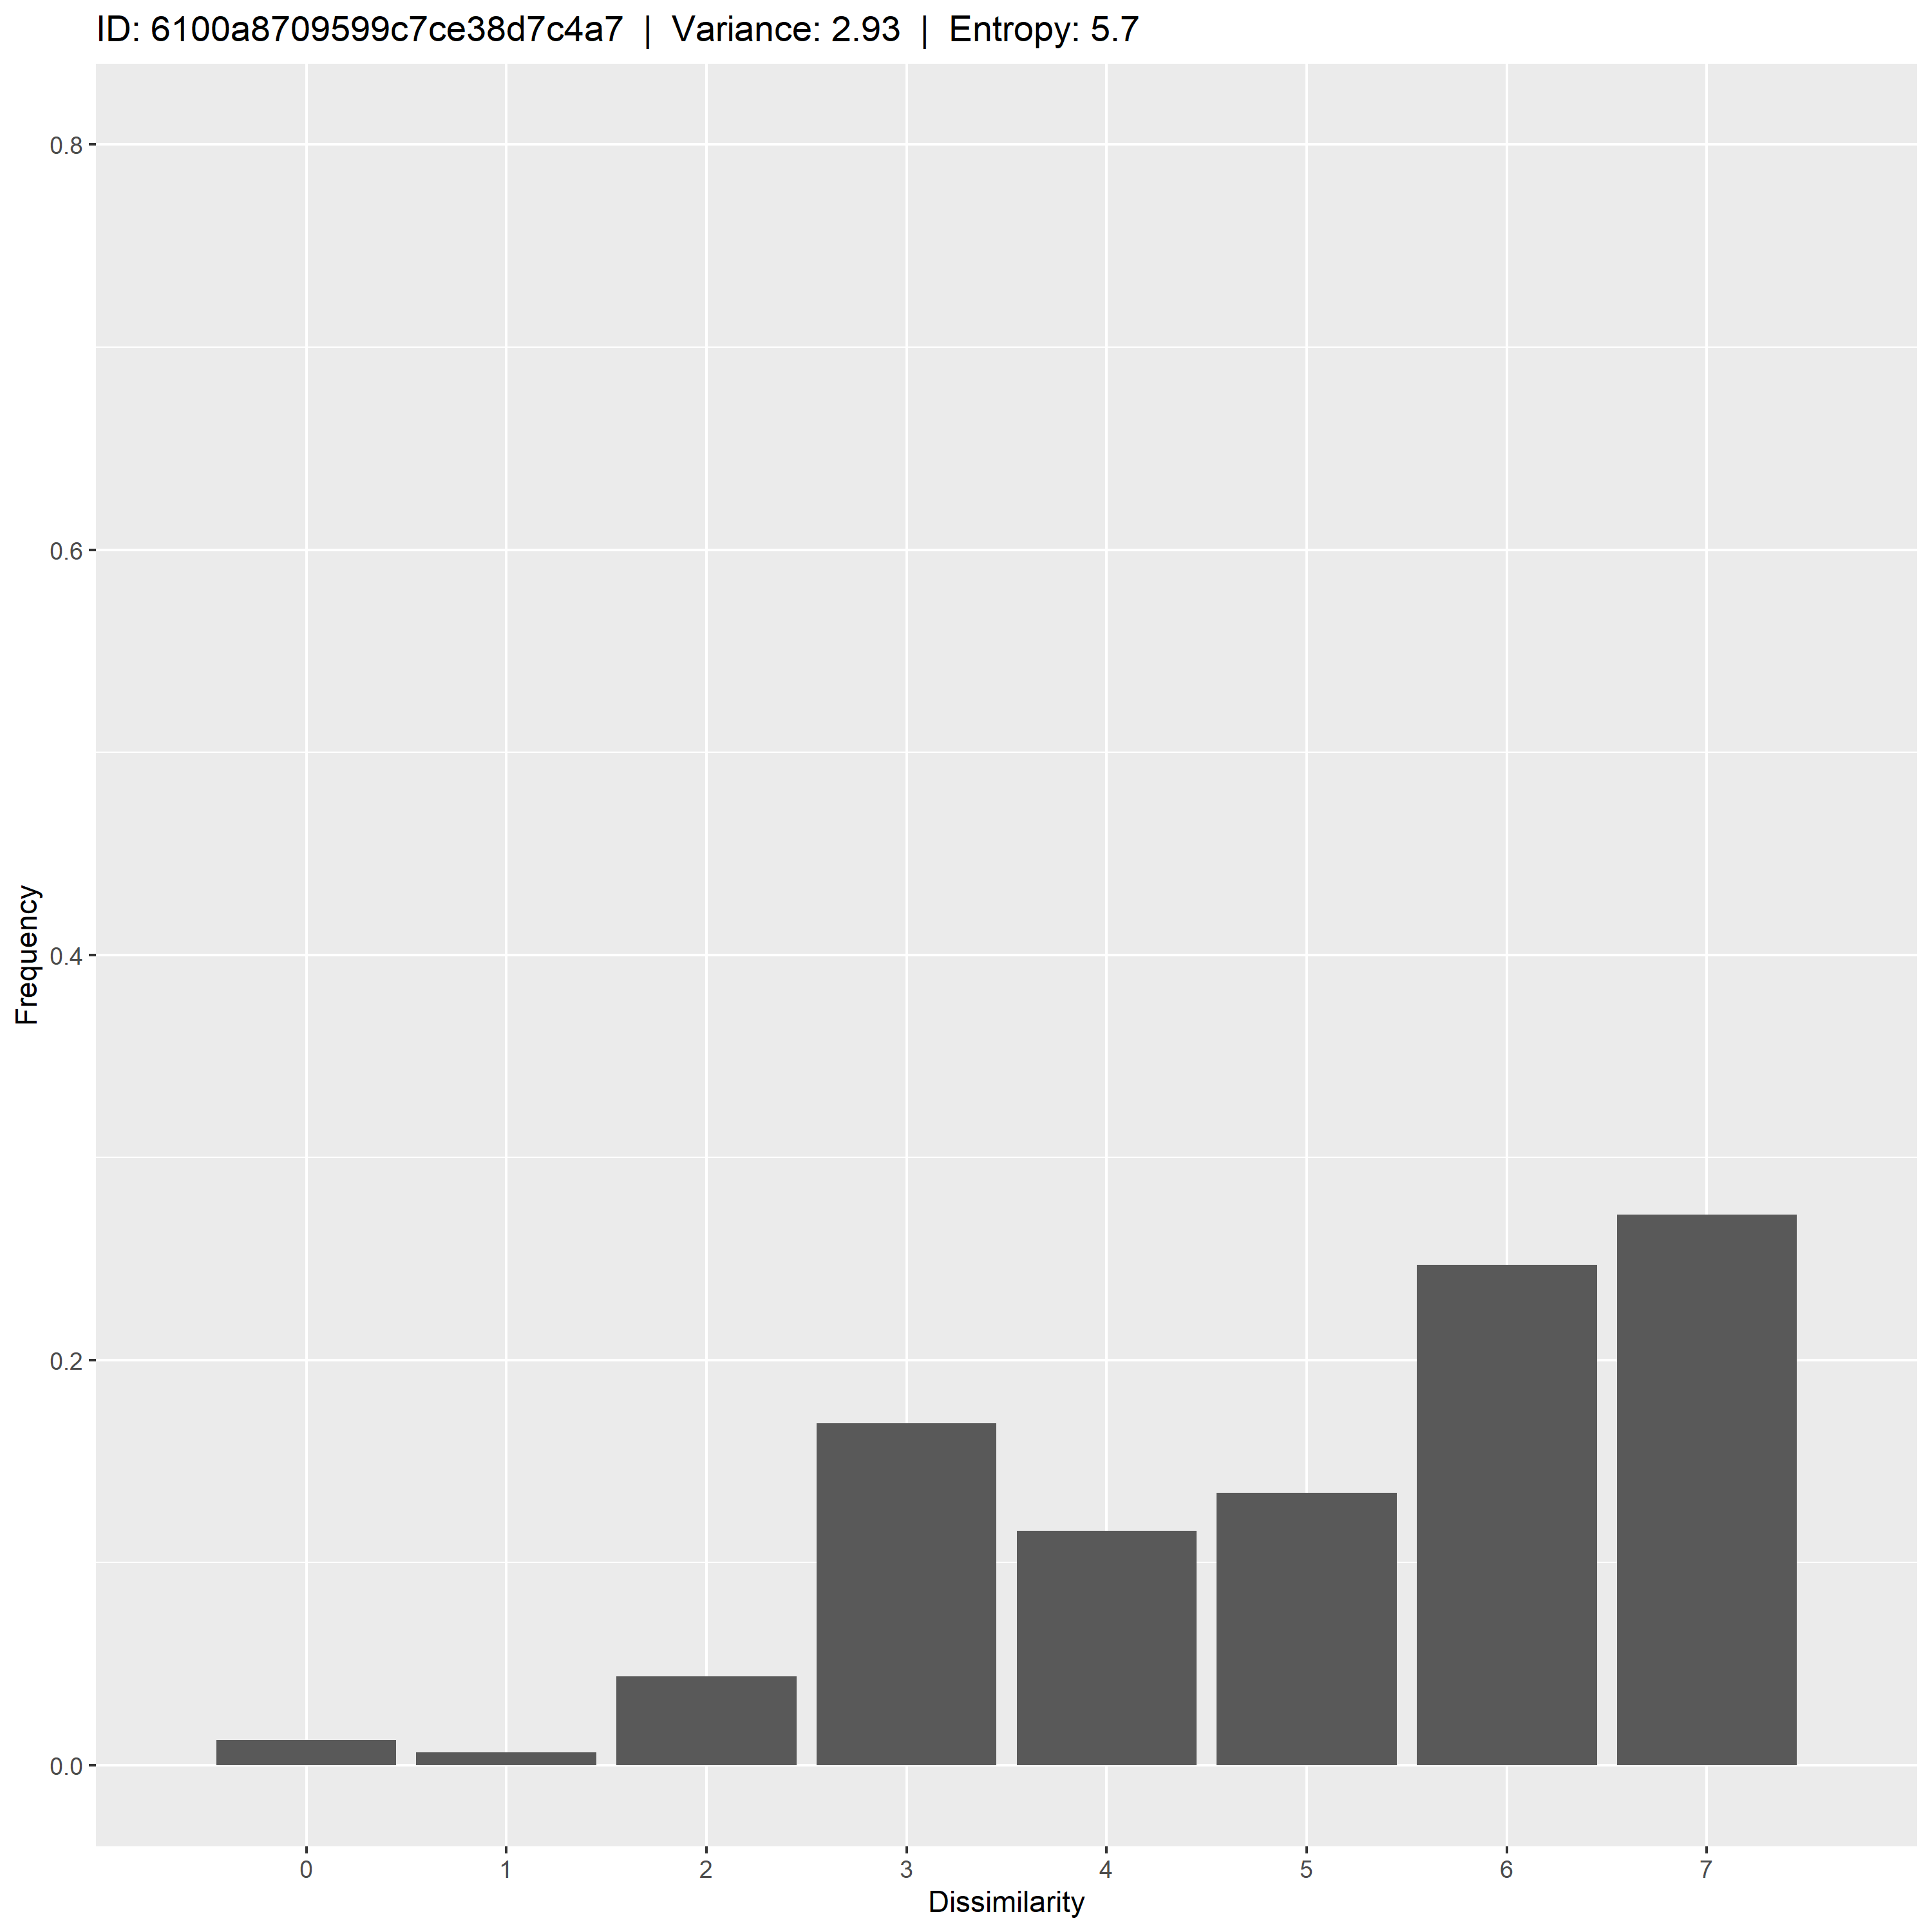 ID: 6100a8709599c7ce38d7c4a7 | Variance: 2.93 | Entropy: 5.7
0.8
0.6
0.4
0.2
0.0
Frequency
0 1 2 3 4 5 6 7
Dissimilarity